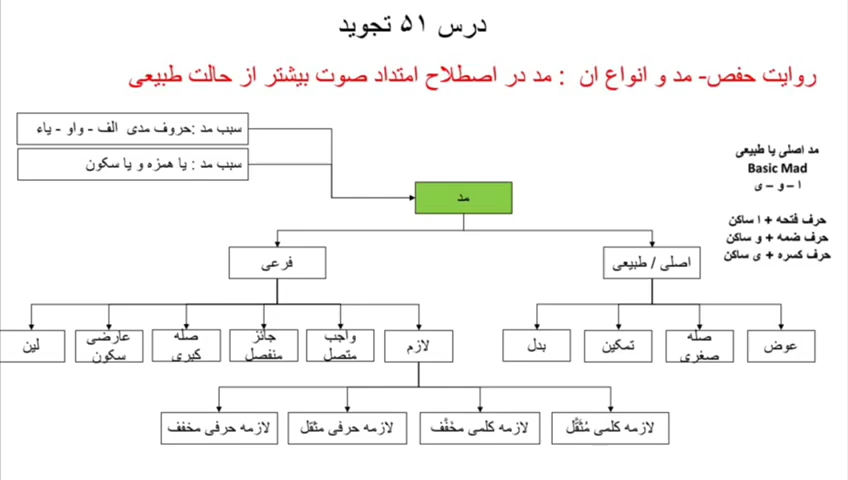 درس ۵۱ تجوید
روایت حفص- مد و انواع ان : مد در اصطلاح امتداد صوت بیشتر از حالت طبیعی
سبب مد :حروف مدی الف - واو - یاء
سبب مد : یا همزه و یا سکون
مد اصلی یا طبیعی
Basic Mad
ا – و – ی
حرف فتحه + ا ساکن
حرف ضمه + و ساکن
حرف کسره + ی ساکن
مد
اصلی / طبیعی
فرعی
عوض
صله
صغری
تمکین
بدل
لازم
واجب
متصل
جائز
منفصل
صله
کبری
عارضی
سکون
لین
لازمه کلمی مُثَقَّل
لازمه کلمی مخَفَّف
لازمه حرفی مثقل
لازمه حرفی مخفف